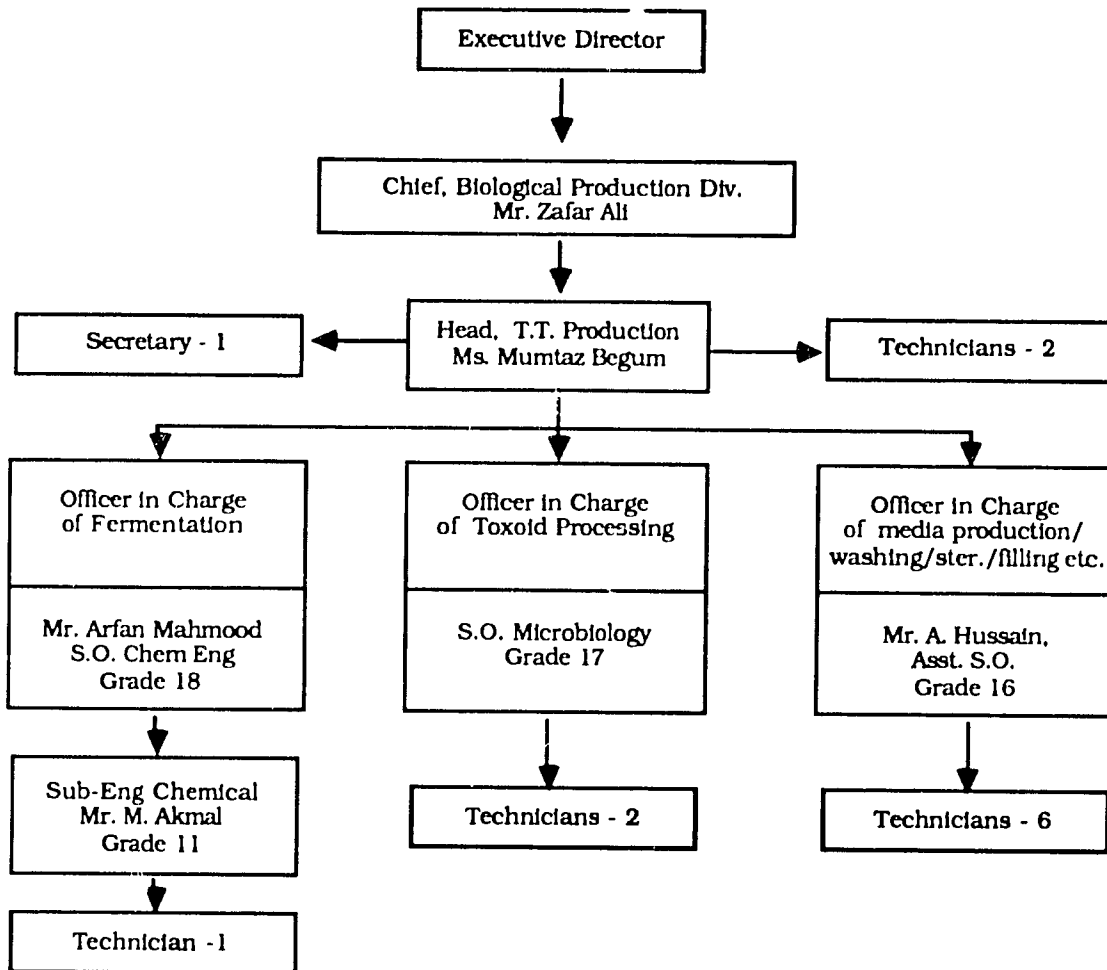 Executive Director
Chief, Biological Production Div.
Mr. Zafar Ali
Secretary - 1
Head, T.T. Production
Ms. Mumtaz Begum
Technicians - 2
Officer in Charge
of Fermentation
Mr. Arfan Mahmood
S.O. Chem Eng
Grade 18
Sub-Eng Chemical
Mr. M. Akmal
Grade 11
Technician - 1
Officer in Charge
of Toxoid Processing
S.O. Microbiology
Grade 17
Technicians - 2
Officer in Charge
of media production/
washing/ster./filling etc.
Mr. A. Hussain,
Asst. S.O.
Grade 16
Technicians - 6